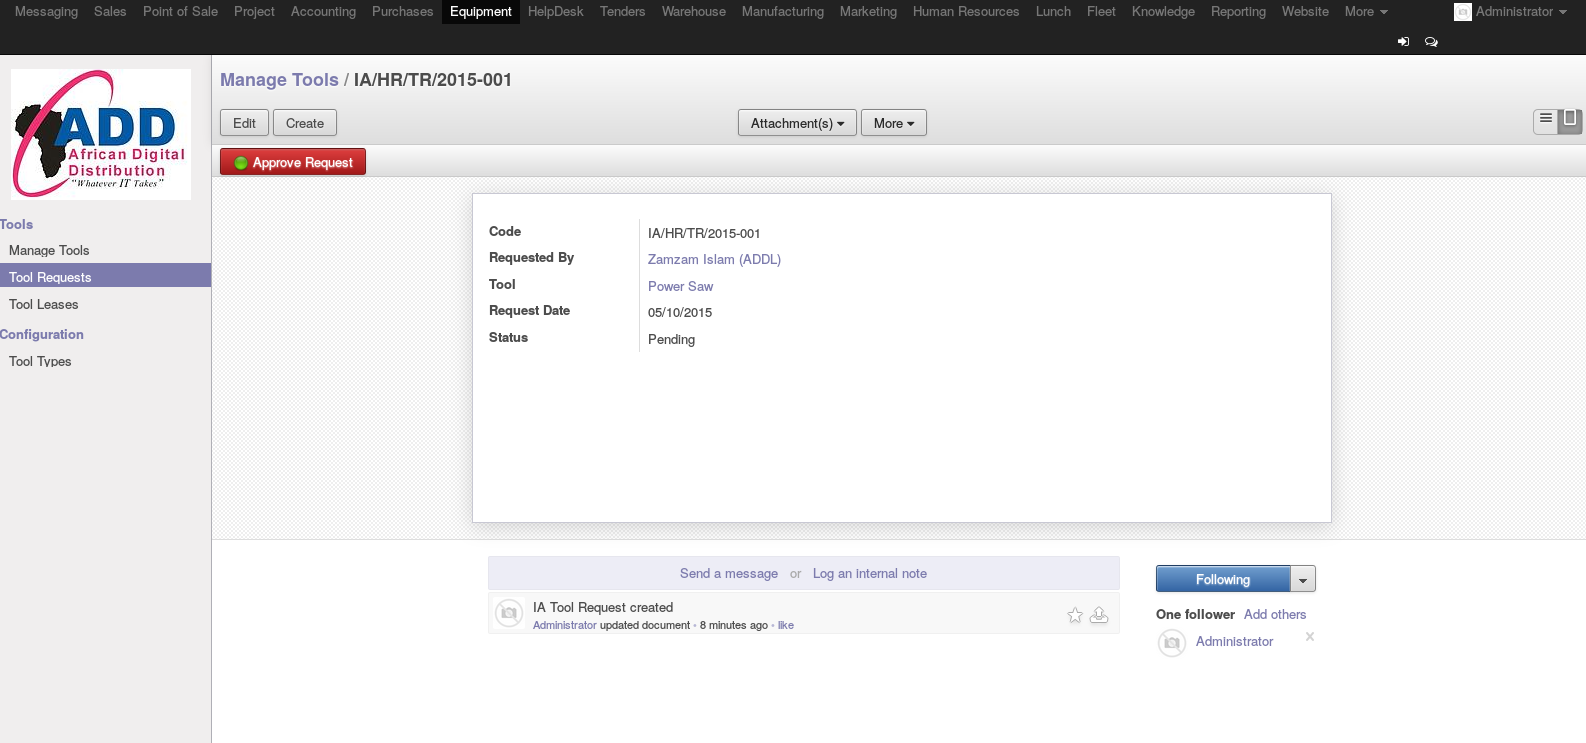 Messaging Sales Point of Sale Project Accounting Purchases Equipment HelpDesk Tenders Warehouse Manufacturing Marketing Human Resources Lunch Fleet Knowledge Reporting Website More Administrator
ADD
African Digital
Distribution
"Whatever IT Takes"
Tools
Manage Tools
Tool Requests
Tool Leases
Configuration
Tool Types
Manage Tools / IA/HR/TR/2015-001
Edit Create Attachment(s) More
Approve Request
Code IA/HR/TR/2015-001
Requested By Zamzam Islam (ADDL)
Tool Power Saw
Request Date 05/10/2015
Status Pending
Send a message or Log an internal note
IA Tool Request created
Administrator updated document • 8 minutes ago • like
Following
One follower Add others
Administrator x